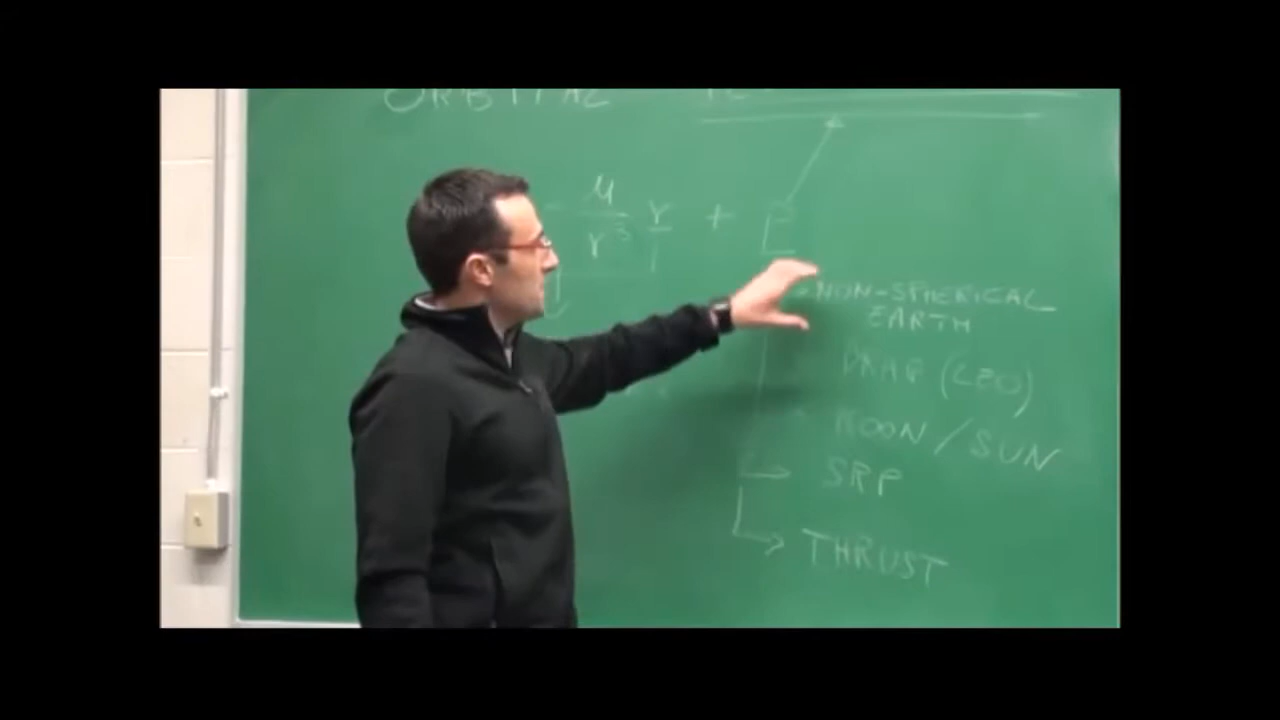 ORBITAL
μ
r³ r +
NON-SPHERICAL
EARTH
DRAG (LEO)
MOON / SUN
SRP
THRUST